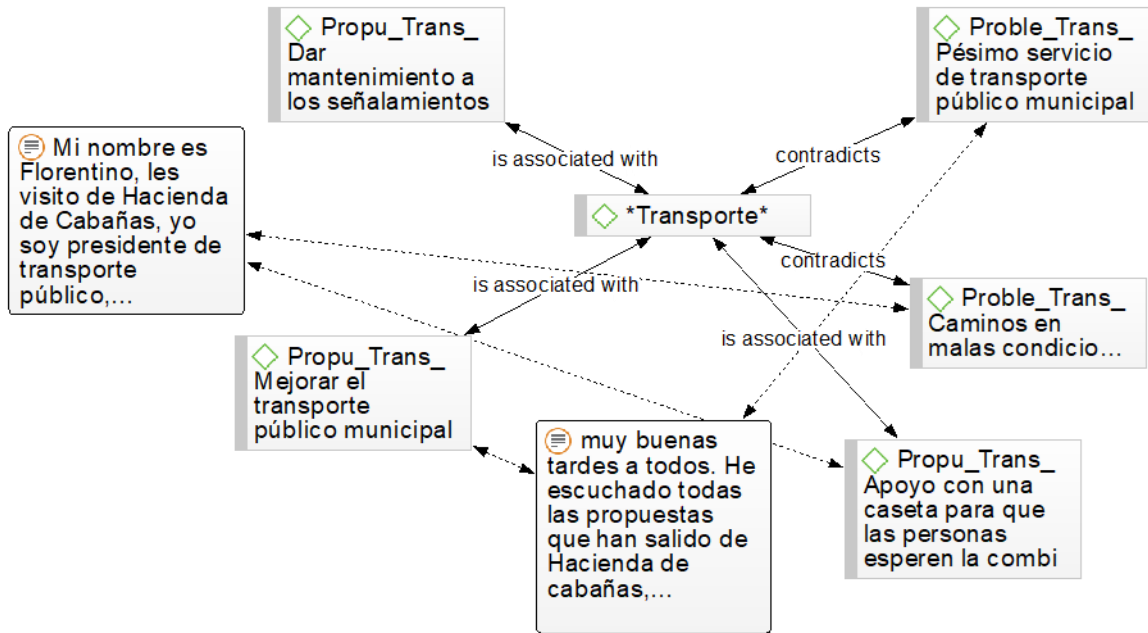 Propu_Trans_
Dar
mantenimiento a
los señalamientos
Proble_Trans_
Pésimo servicio
de transporte
público municipal
Mi nombre es
Florentino, les
visito de Hacienda
de Cabañas, yo
soy presidente de
transporte
público,...
is associated with
contradicts
*Transporte*
contradicts
is associated with
is associated with
Proble_Trans_
Caminos en
malas condicio...
Propu_Trans_
Mejorar el
transporte
público municipal
muy buenas
tardes a todos. He
escuchado todas
las propuestas
que han salido de
Hacienda de
cabañas,...
Propu_Trans_
Apoyo con una
caseta para que
las personas
esperen la combi